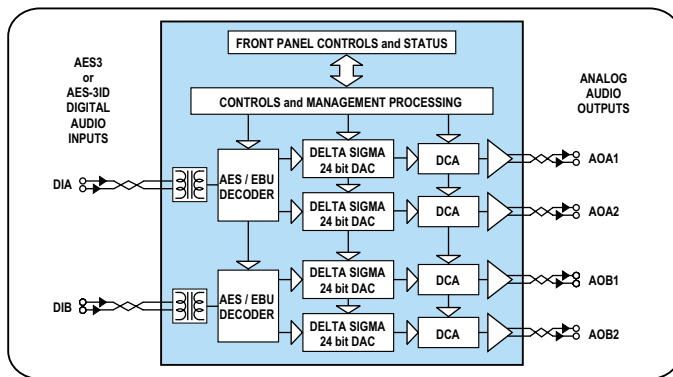 FRONT PANEL CONTROLS and STATUS
CONTROLS and MANAGEMENT PROCESSING
AES3
or
AES-3ID
DIGITAL
AUDIO
INPUTS
ANALOG
AUDIO
OUTPUTS
DIA
AES / EBU
DECODER
DELTA SIGMA
24 bit DAC
DCA
AOA1
DELTA SIGMA
24 bit DAC
DCA
AOA2
DIB
AES / EBU
DECODER
DELTA SIGMA
24 bit DAC
DCA
AOB1
DELTA SIGMA
24 bit DAC
DCA
AOB2